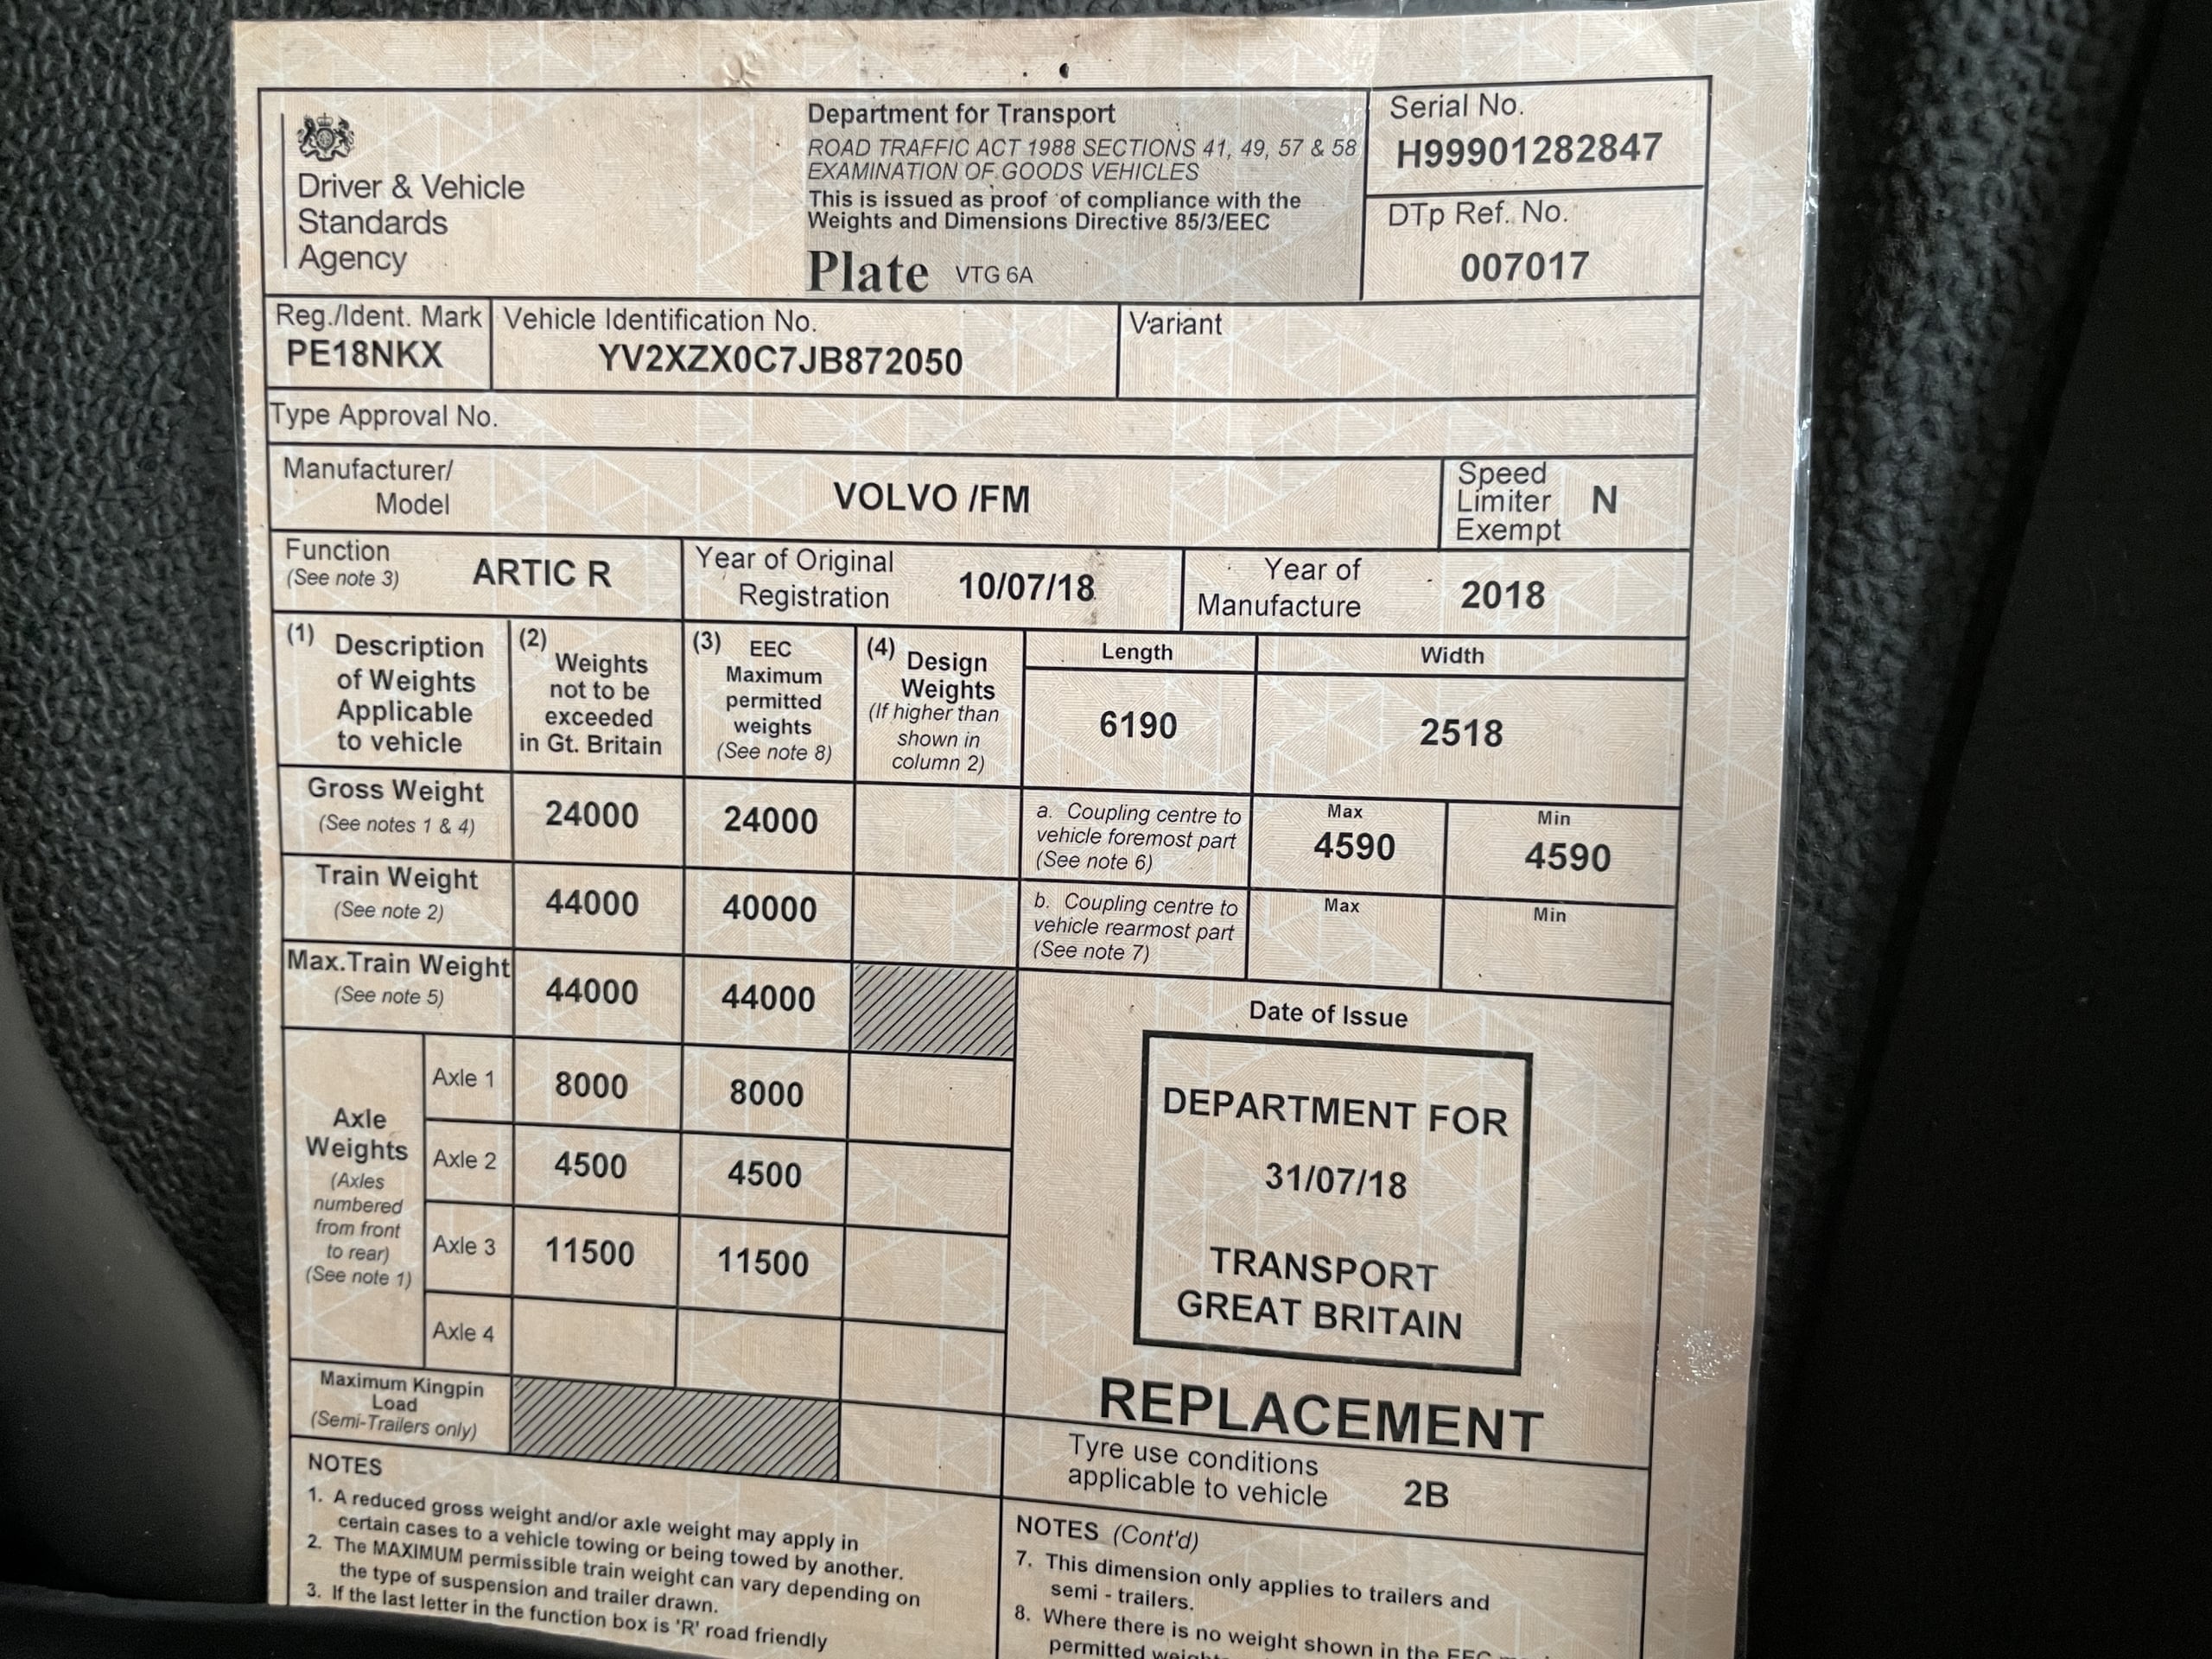 Driver & Vehicle
Standards
Agency
Department for Transport
ROAD TRAFFIC ACT 1988 SECTIONS 41, 49, 57 & 58
EXAMINATION OF GOODS VEHICLES
This is issued as proof of compliance with the
Weights and Dimensions Directive 85/3/EEC
Plate VTG 6A
Serial No.
H99901282847
DTp Ref. No.
007017
Reg./Ident. Mark
PE18NKX
Vehicle Identification No.
YV2XZX0C7JB872050
Variant
Type Approval No.
Manufacturer/
Model
VOLVO /FM
Speed
Limiter
Exempt
N
Function
(See note 3)
ARTIC R
Year of Original
Registration
10/07/18
Year of
Manufacture
2018
(1) Description
of Weights
Applicable
to vehicle
(2) Weights
not to be
exceeded
in Gt. Britain
(3) EEC
Maximum
permitted
weights
(See note 8)
(4) Design
Weights
(If higher than
shown in
column 2)
Length
6190
Width
2518
Gross Weight
(See notes 1 & 4)
24000
24000
a. Coupling centre to
vehicle foremost part
(See note 6)
Max
4590
Min
4590
Train Weight
(See note 2)
44000
40000
b. Coupling centre to
vehicle rearmost part
(See note 7)
Max
Min
Max.Train Weight
(See note 5)
44000
44000
Axle
Weights
(Axles
numbered
from front
to rear)
(See note 1)
Axle 1
8000
8000
Axle 2
4500
4500
Axle 3
11500
11500
Axle 4
Maximum Kingpin
Load
(Semi-Trailers only)
Date of Issue
DEPARTMENT FOR
31/07/18
TRANSPORT
GREAT BRITAIN
REPLACEMENT
Tyre use conditions
applicable to vehicle
2B
NOTES
1. A reduced gross weight and/or axle weight may apply in
certain cases to a vehicle towing or being towed by another.
2. The MAXIMUM permissible train weight can vary depending on
the type of suspension and trailer drawn.
3. If the last letter in the function box is 'R' road friendly
NOTES (Cont'd)
7. This dimension only applies to trailers and
semi - trailers.
8. Where there is no weight shown in the EEC
permitted